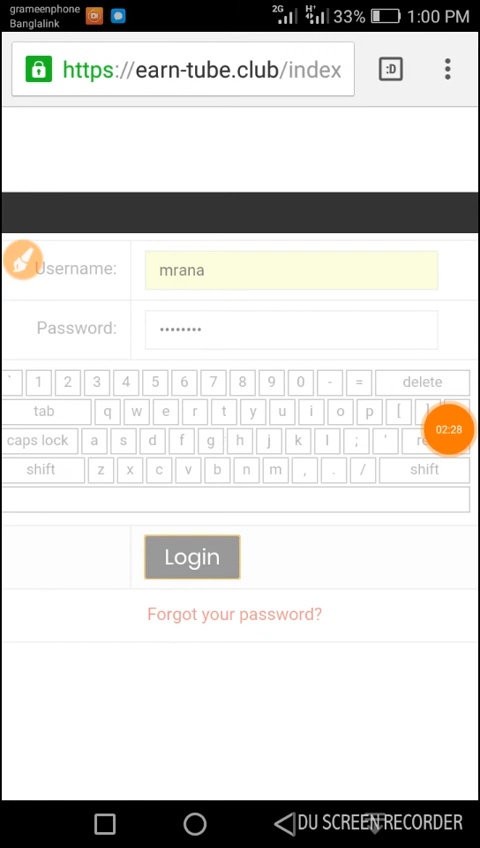 grameenphone
Banglalink
2G H+ 33% 1:00 PM
https://earn-tube.club/index :D
Username: mrana
Password: ••••••••
` 1 2 3 4 5 6 7 8 9 0 - = delete
tab q w e r t y u i o p [ ]
caps lock a s d f g h j k l ; ' re
02:28
shift z x c v b n m , . / shift
Login
Forgot your password?
DU SCREEN RECORDER